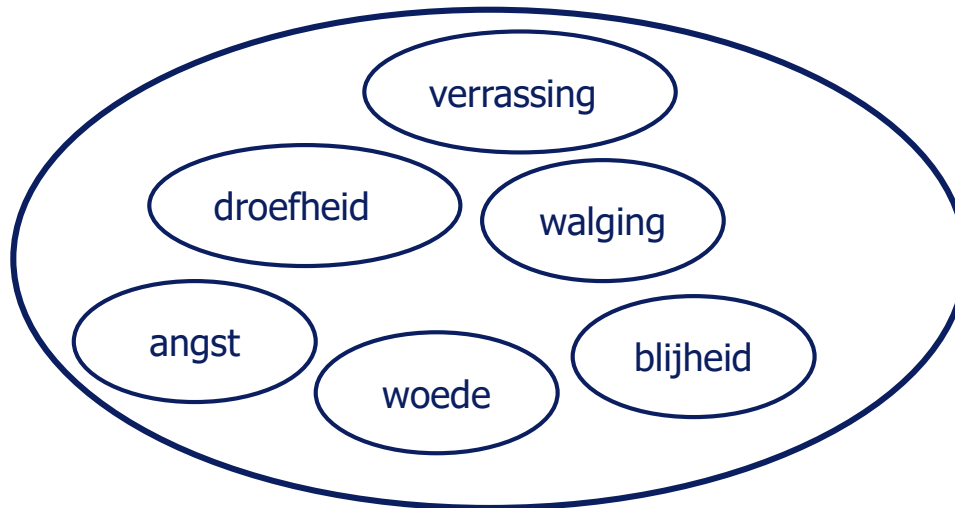 verrassing
droefheid
walging
angst
blijheid
woede